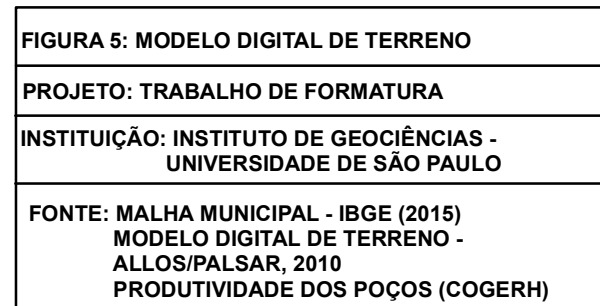 FIGURA 5: MODELO DIGITAL DE TERRENO
PROJETO: TRABALHO DE FORMATURA
INSTITUIÇÃO: INSTITUTO DE GEOCIÊNCIAS -
UNIVERSIDADE DE SÃO PAULO
FONTE: MALHA MUNICIPAL - IBGE (2015)
MODELO DIGITAL DE TERRENO -
ALLOS/PALSAR, 2010
PRODUTIVIDADE DOS POÇOS (COGERH)